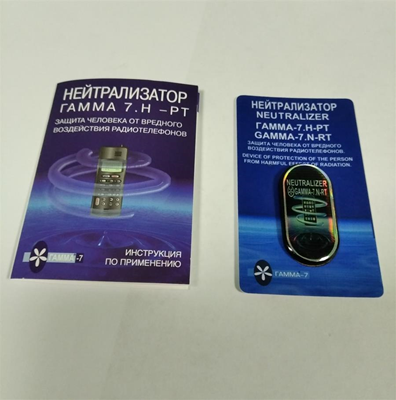 НЕЙТРАЛИЗАТОР
ГАММА 7.Н –РТ
ЗАЩИТА ЧЕЛОВЕКА ОТ ВРЕДНОГО
ВОЗДЕЙСТВИЯ РАДИОТЕЛЕФОНОВ
ИНСТРУКЦИЯ
ПО ПРИМЕНЕНИЮ
ГАММА-7
НЕЙТРАЛИЗАТОР
NEUTRALIZER
ГАММА-7.Н-РТ
GAMMA-7.N-RT
ЗАЩИТА ЧЕЛОВЕКА ОТ ВРЕДНОГО
ВОЗДЕЙСТВИЯ РАДИОТЕЛЕФОНОВ.
DEVICE OF PROTECTION OF THE PERSON
FROM HARMFUL EFFECT OF RADIATION.
NEUTRALIZER
GAMMA-7.N-RT
ГАММА-7